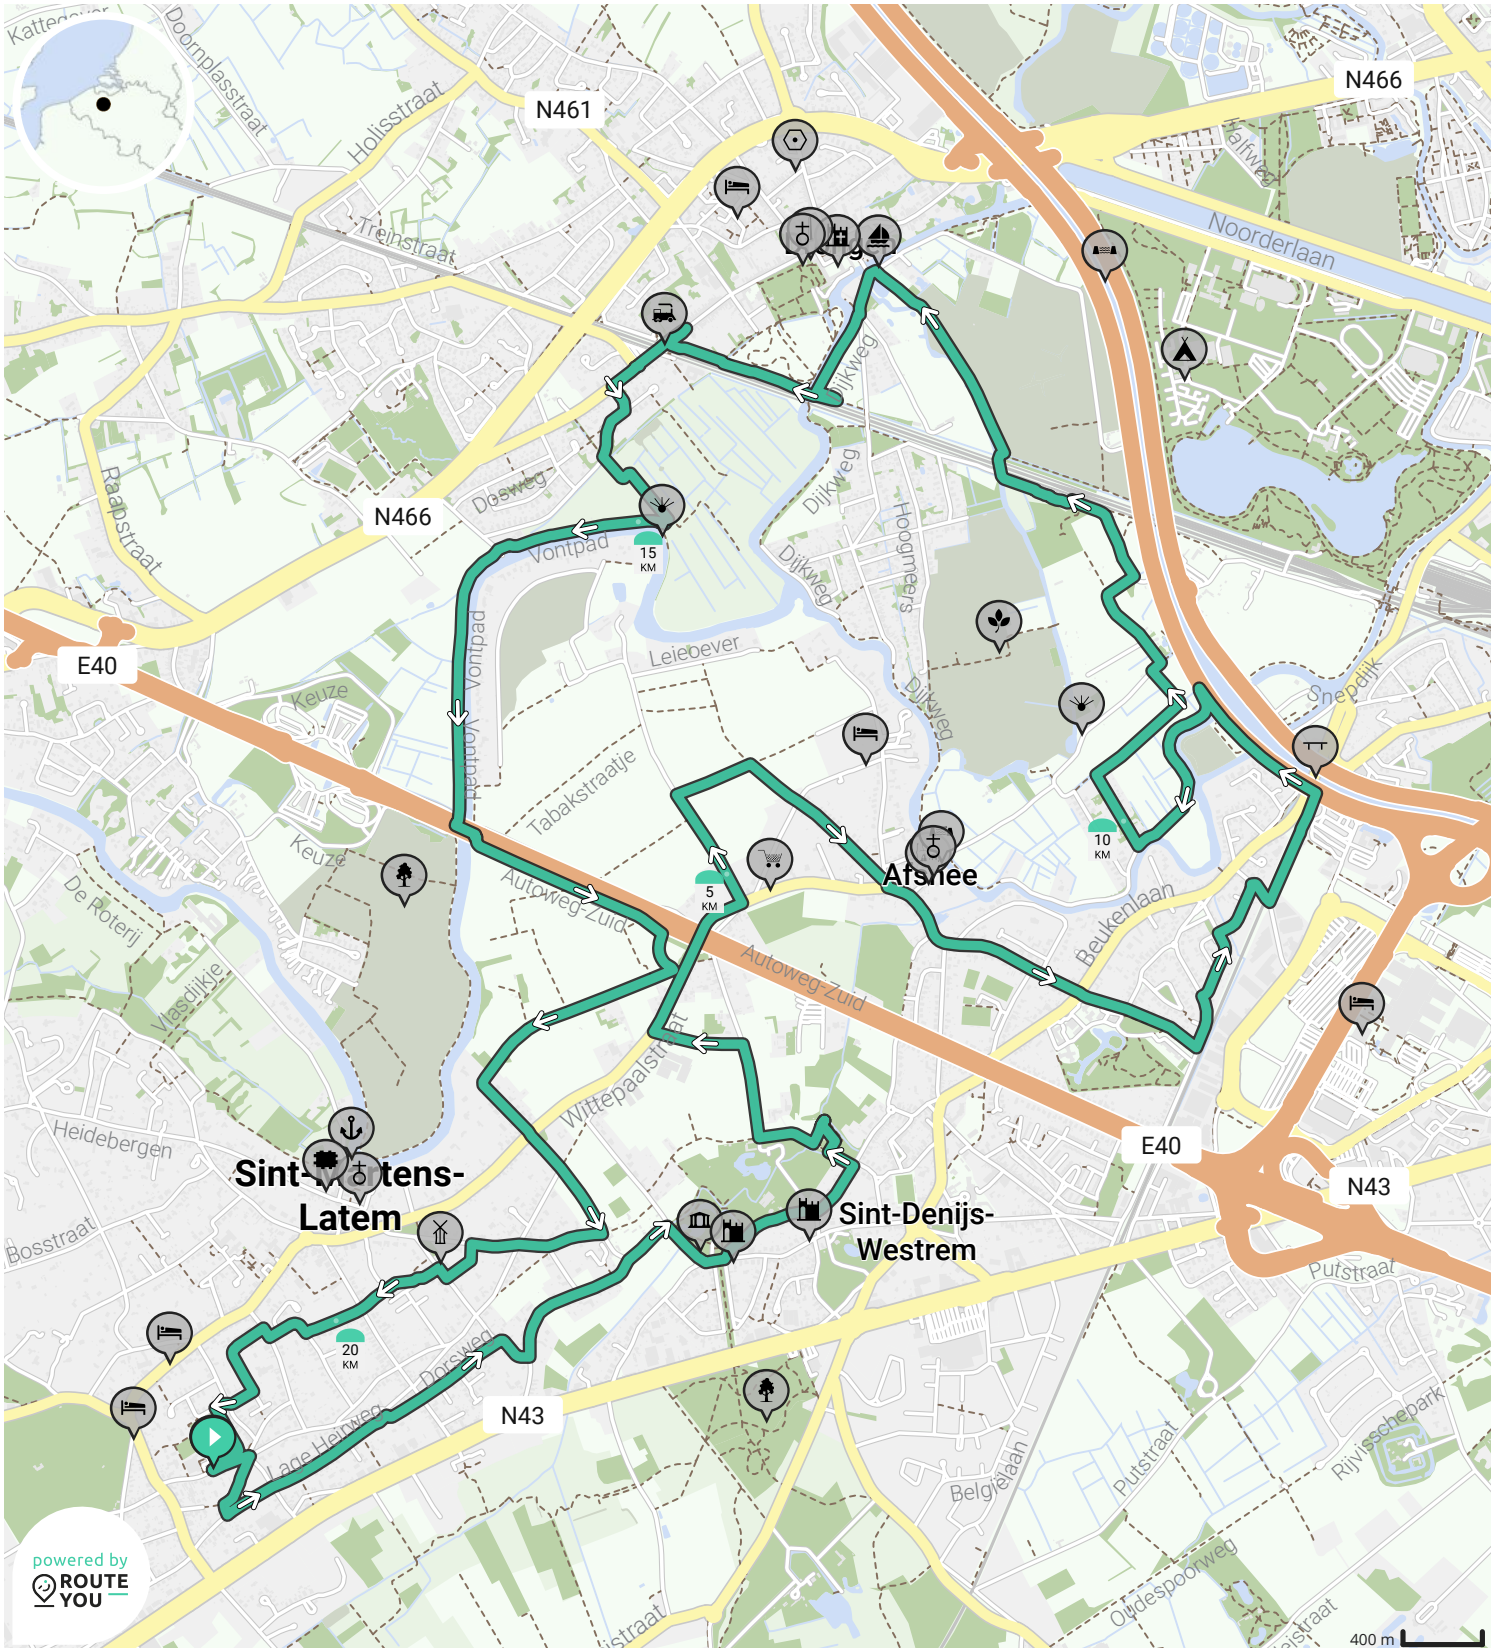 Doornplasstraat
Holisstraat
N461
N466
Halfweg
Noorderlaan
Treinstraat
Dijkweg
Raapstraat
Dosweg
N466
Vontpad
15
KM
Dijkweg
Hoogmeers
Dijkweg
E40
Vontpad
Leieoever
Snepdijk
Keuze
Dijkweg
Vontpad
Tabakstraatje
Keuze
10
KM
Afsnee
5
KM
De Roterij
Autoweg-Zuid
Beukenlaan
Vlasdijkje
Autoweg-Zuid
Wittepaalstraat
Heidebergen
E40
N43
Sint-Martens-
Latem
Bosstraat
Sint-Denijs-
Westrem
Putstraat
20
KM
Dorsweg
N43
Lage Heirweg
Rijvisschepark
Putstraat
Belgiëlaan
powered by
ROUTE
YOU
Oudespoorweg
400 m